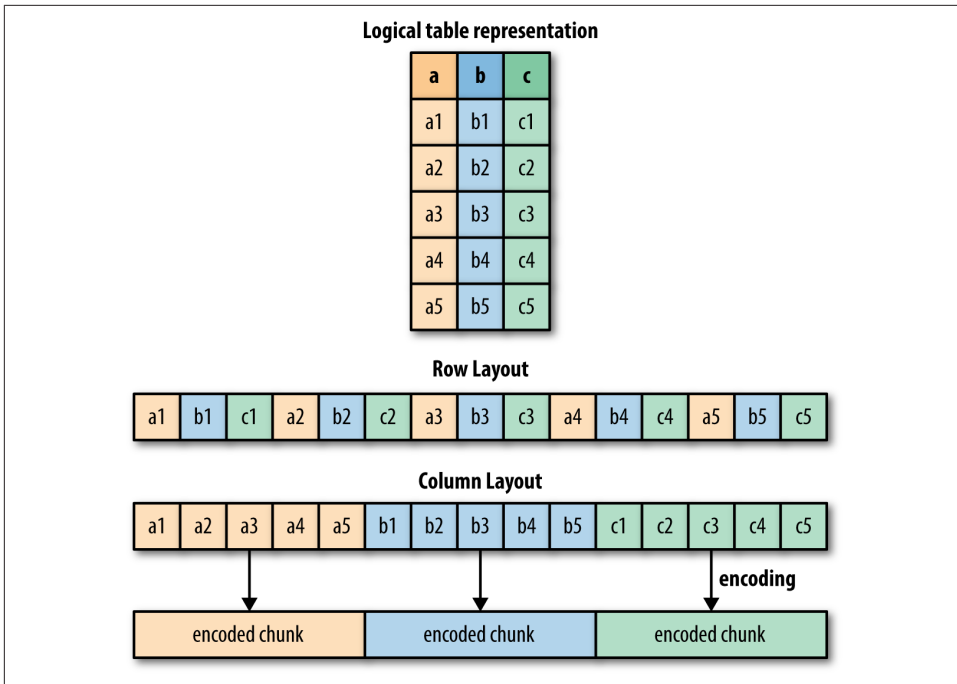 Logical table representation
a b c
a1 b1 c1
a2 b2 c2
a3 b3 c3
a4 b4 c4
a5 b5 c5
Row Layout
a1 b1 c1 a2 b2 c2 a3 b3 c3 a4 b4 c4 a5 b5 c5
Column Layout
a1 a2 a3 a4 a5 b1 b2 b3 b4 b5 c1 c2 c3 c4 c5
encoding
encoded chunk encoded chunk encoded chunk